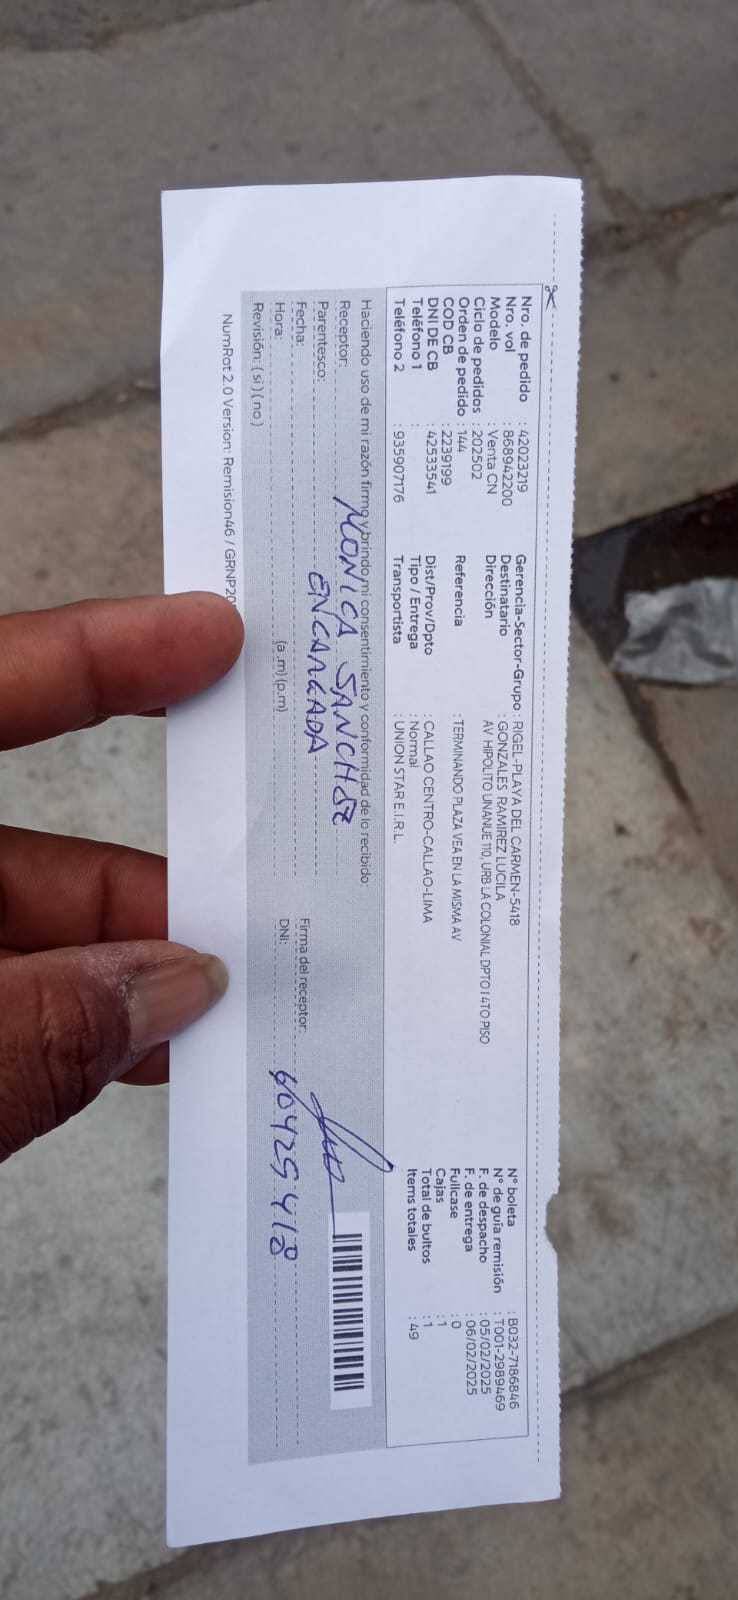 Nro. de pedido : 42023219
Nro. vol : 868942200
Modelo : Venta CN
Ciclo de pedidos : 202502
Orden de pedido : 144
COD CB : 2239199
DNI DE CB : 42533541
Teléfono 1 :
Teléfono 2 : 935907176
Gerencia-Sector-Grupo : RIGEL-PLAYA DEL CARMEN-5418
Destinatario : GONZALES RAMIREZ LUCILA
Dirección AV HIPOLITO UNANUE 110, URB LA COLONIAL DPTO I 4TO PISO
Referencia : TERMINANDO PLAZA VEA EN LA MISMA AV
Dist/Prov/Dpto : CALLAO CENTRO-CALLAO-LIMA
Tipo / Entrega : Normal
Transportista : UNION STAR E.I.R.L.
N° boleta : B032-7186846
N° de guía remisión : T001-2989469
F. de despacho : 05/02/2025
F. de entrega : 06/02/2025
Fullcase : 0
Cajas : 1
Total de bultos : 1
Items totales : 49
Haciendo uso de mi razón firmo y brindo mi consentimiento y conformidad de lo recibido:
Receptor: MONICA SANCHEZ
Parentesco: ENCARGADA
Fecha:
Hora: (a.m) (p.m)
Revisión: ( si ) ( no )
Firma del receptor:
DNI: 60425418
NumRot 2.0 Version: Remision46 / GRNP20